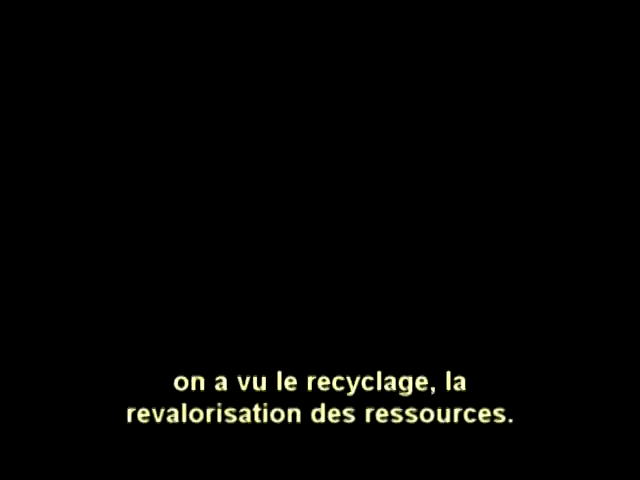 on a vu le recyclage, la
revalorisation des ressources.